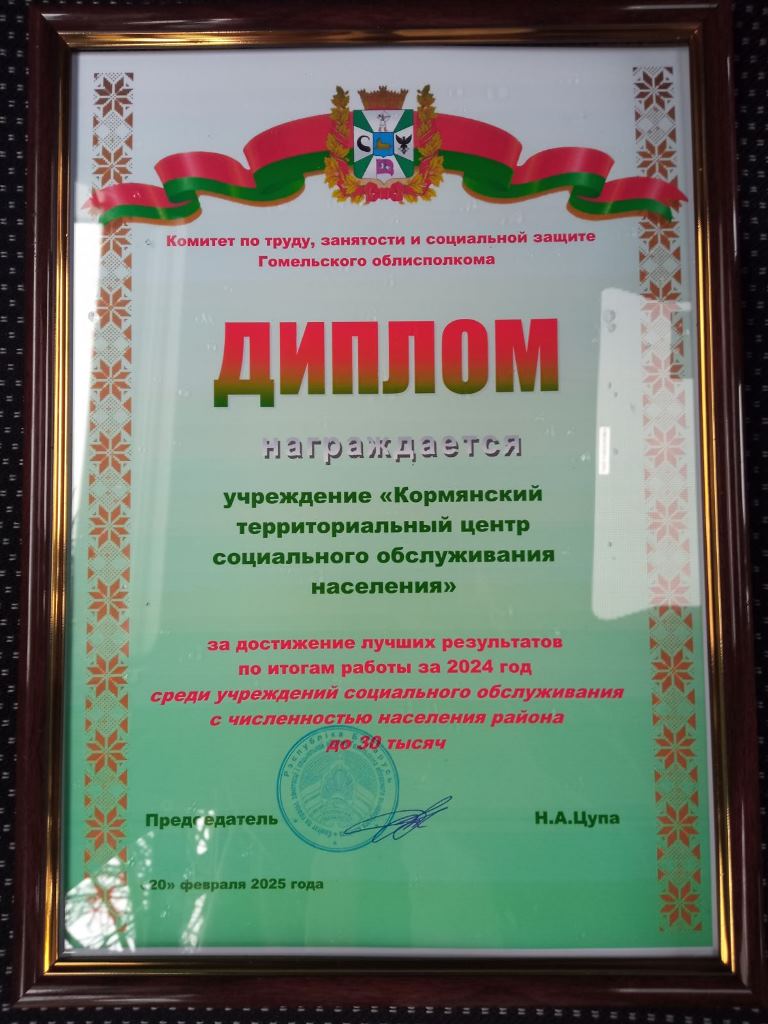 Комитет по труду, занятости и социальной защите
Гомельского облисполкома
ДИПЛОМ
награждается
учреждение «Кормянский
территориальный центр
социального обслуживания
населения»
за достижение лучших результатов
по итогам работы за 2024 год
среди учреждений социального обслуживания
с численностью населения района
до 30 тысяч
Рэспубліка Беларусь
Председатель
Н.А.Цупа
«20» февраля 2025 года